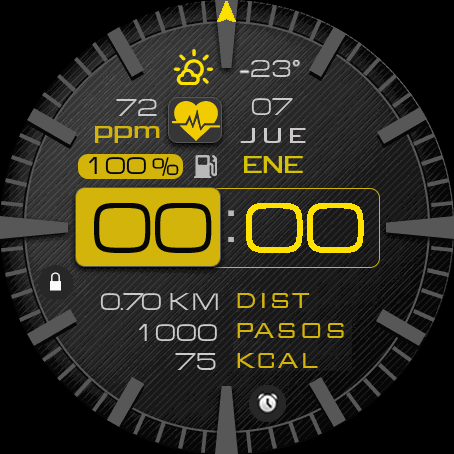 -23°
72 07
ppm JUE
100% ENE
00:00
0.70 KM DIST
1000 PASOS
75 KCAL